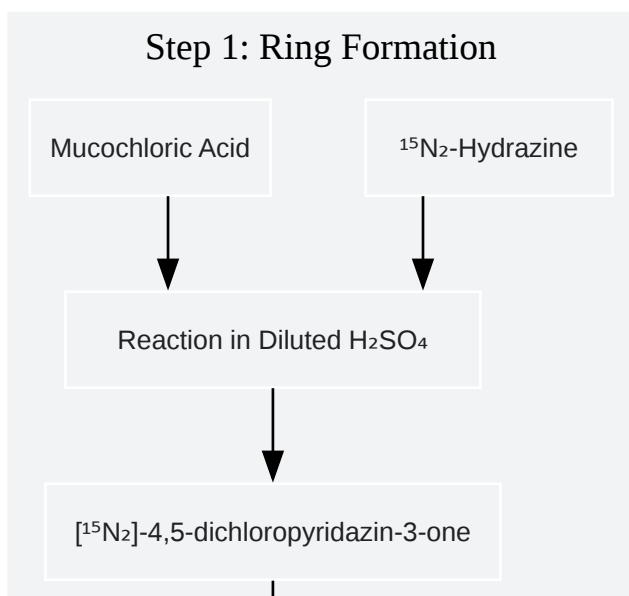 Step 1: Ring Formation
Mucochloric Acid
¹⁵N₂-Hydrazine
Reaction in Diluted H₂SO₄
[¹⁵N₂]-4,5-dichloropyridazin-3-one